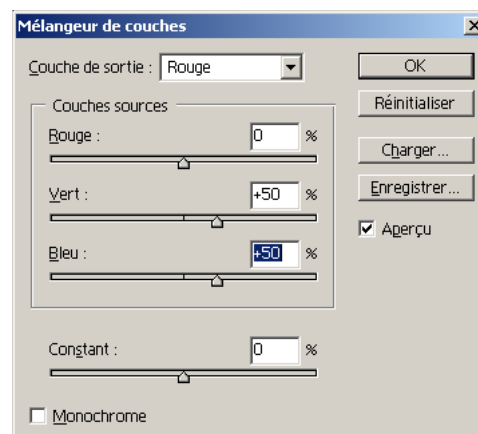 Mélangeur de couches
Couche de sortie : Rouge
OK
Couches sources
Réinitialiser
Rouge : 0 %
Charger...
Vert : +50 %
Enregistrer...
Aperçu
Bleu : +50 %
Constant : 0 %
Monochrome